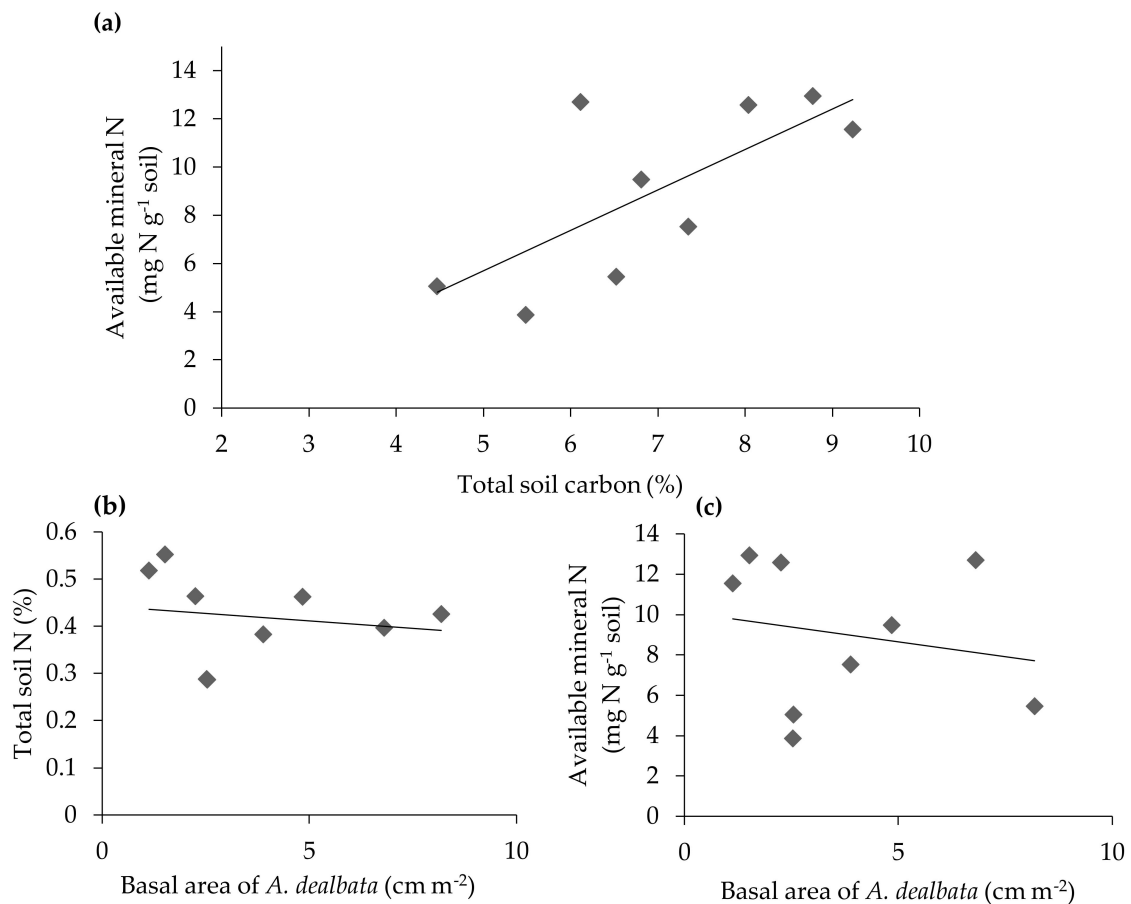 (a)
Available mineral N
(mg N g-1 soil)
14
12
10
8
6
4
2
0
2 3 4 5 6 7 8 9 10
Total soil carbon (%)
(b)
Total soil N (%)
0.6
0.5
0.4
0.3
0.2
0.1
0
0 5 10
Basal area of A. dealbata (cm m-2)
(c)
Available mineral N
(mg N g-1 soil)
14
12
10
8
6
4
2
0
0 5 10
Basal area of A. dealbata (cm m-2)